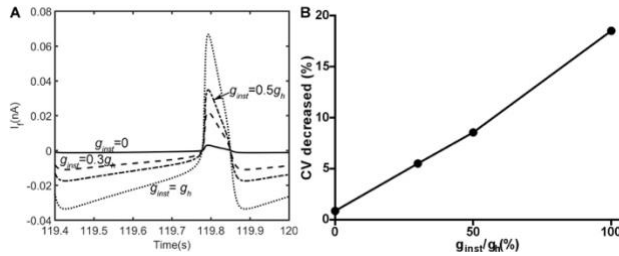 A
0.08
0.06
0.04
0.02
0
-0.02
-0.04
I_f(nA)
g_inst=0.5g_h
g_inst=0
g_inst=0.3g_h
g_inst= g_h
119.4 119.5 119.6 119.7 119.8 119.9 120
Time(s)
B
20
15
10
5
0
CV decreased (%)
0 50 100
g_inst/g_h(%)